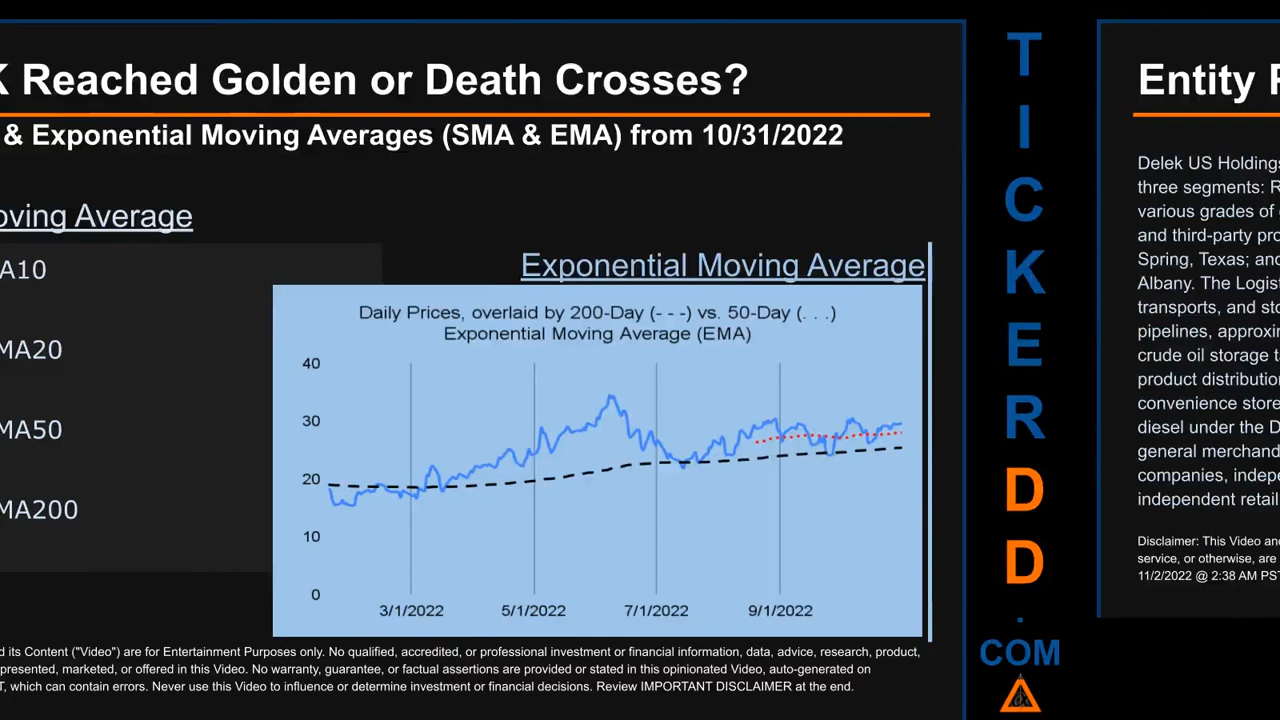 K Reached Golden or Death Crosses?
& Exponential Moving Averages (SMA & EMA) from 10/31/2022
oving Average
A10
MA20
MA50
MA200
Exponential Moving Average
Daily Prices, overlaid by 200-Day (- - -) vs. 50-Day (. . .)
Exponential Moving Average (EMA)
40
30
20
10
0
3/1/2022 5/1/2022 7/1/2022 9/1/2022
d its Content ("Video") are for Entertainment Purposes only. No qualified, accredited, or professional investment or financial information, data, advice, research, product,
presented, marketed, or offered in this Video. No warranty, guarantee, or factual assertions are provided or stated in this opinionated Video, auto-generated on
T, which can contain errors. Never use this Video to influence or determine investment or financial decisions. Review IMPORTANT DISCLAIMER at the end.
T
I
C
K
E
R
D
D
.
COM
Entity
Delek US Holdings
three segments: R
various grades of
and third-party pro
Spring, Texas; and
Albany. The Logist
transports, and sto
pipelines, approxim
crude oil storage t
product distribution
convenience store
diesel under the D
general merchand
companies, indepe
independent retail
Disclaimer: This Video and
service, or otherwise, are
11/2/2022 @ 2:38 AM PST